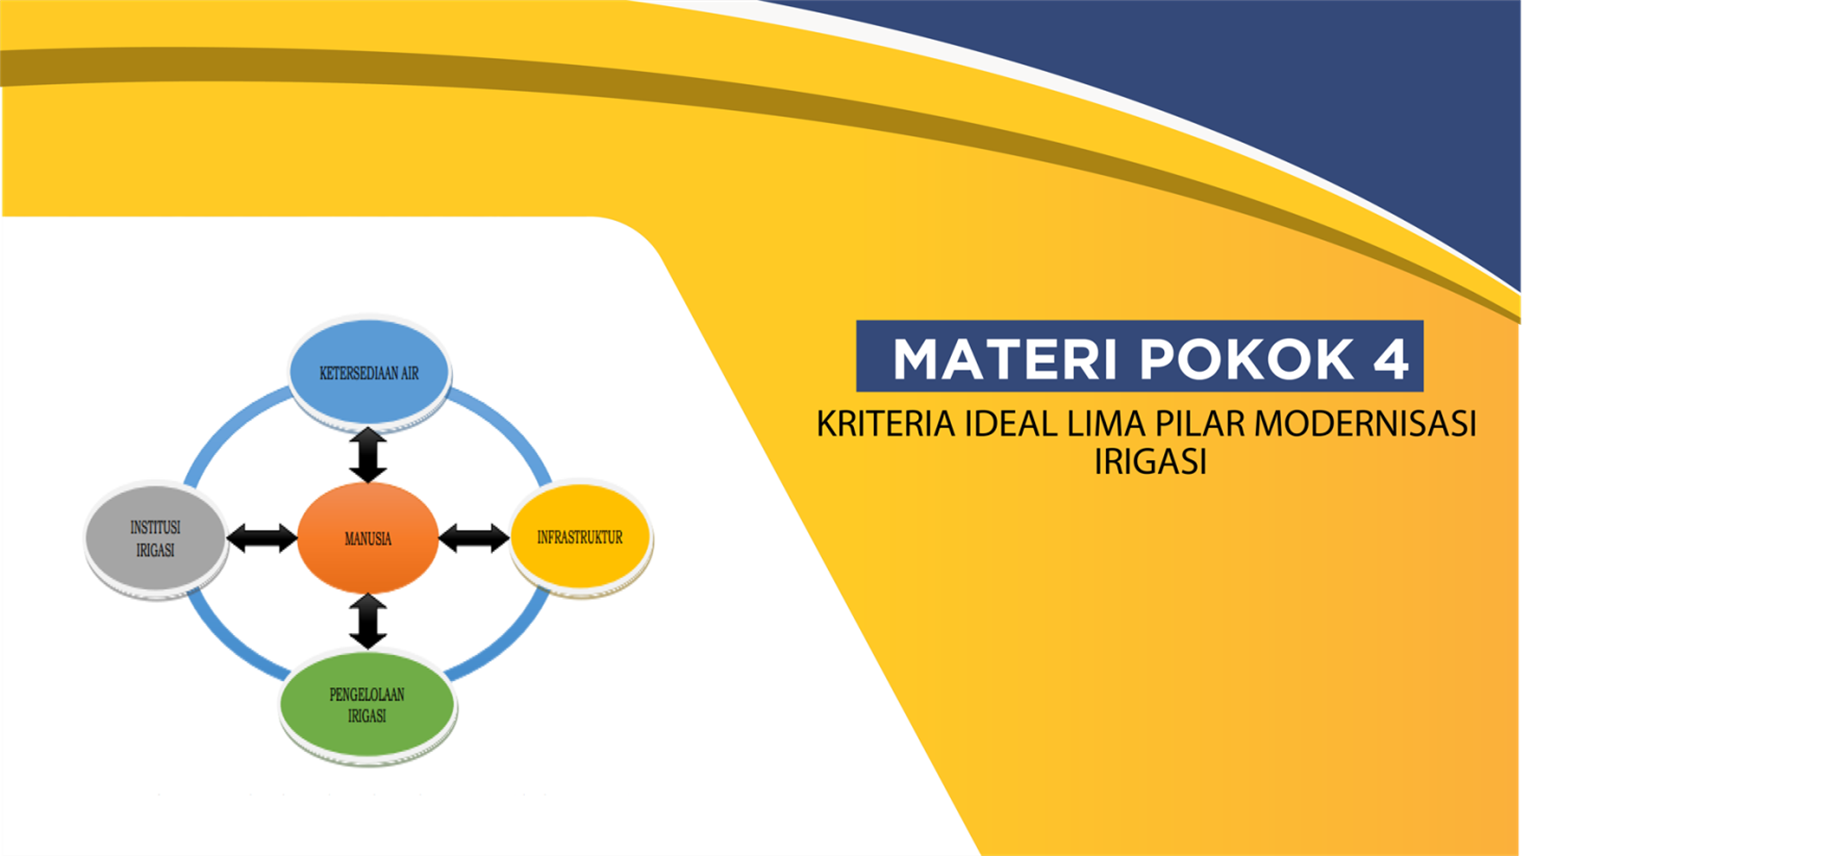 MATERI POKOK 4
KRITERIA IDEAL LIMA PILAR MODERNISASI
IRIGASI
KETERSEDIAAN AIR
INSTITUSI
IRIGASI
MANUSIA
INFRASTRUKTUR
PENGELOLAAN
IRIGASI